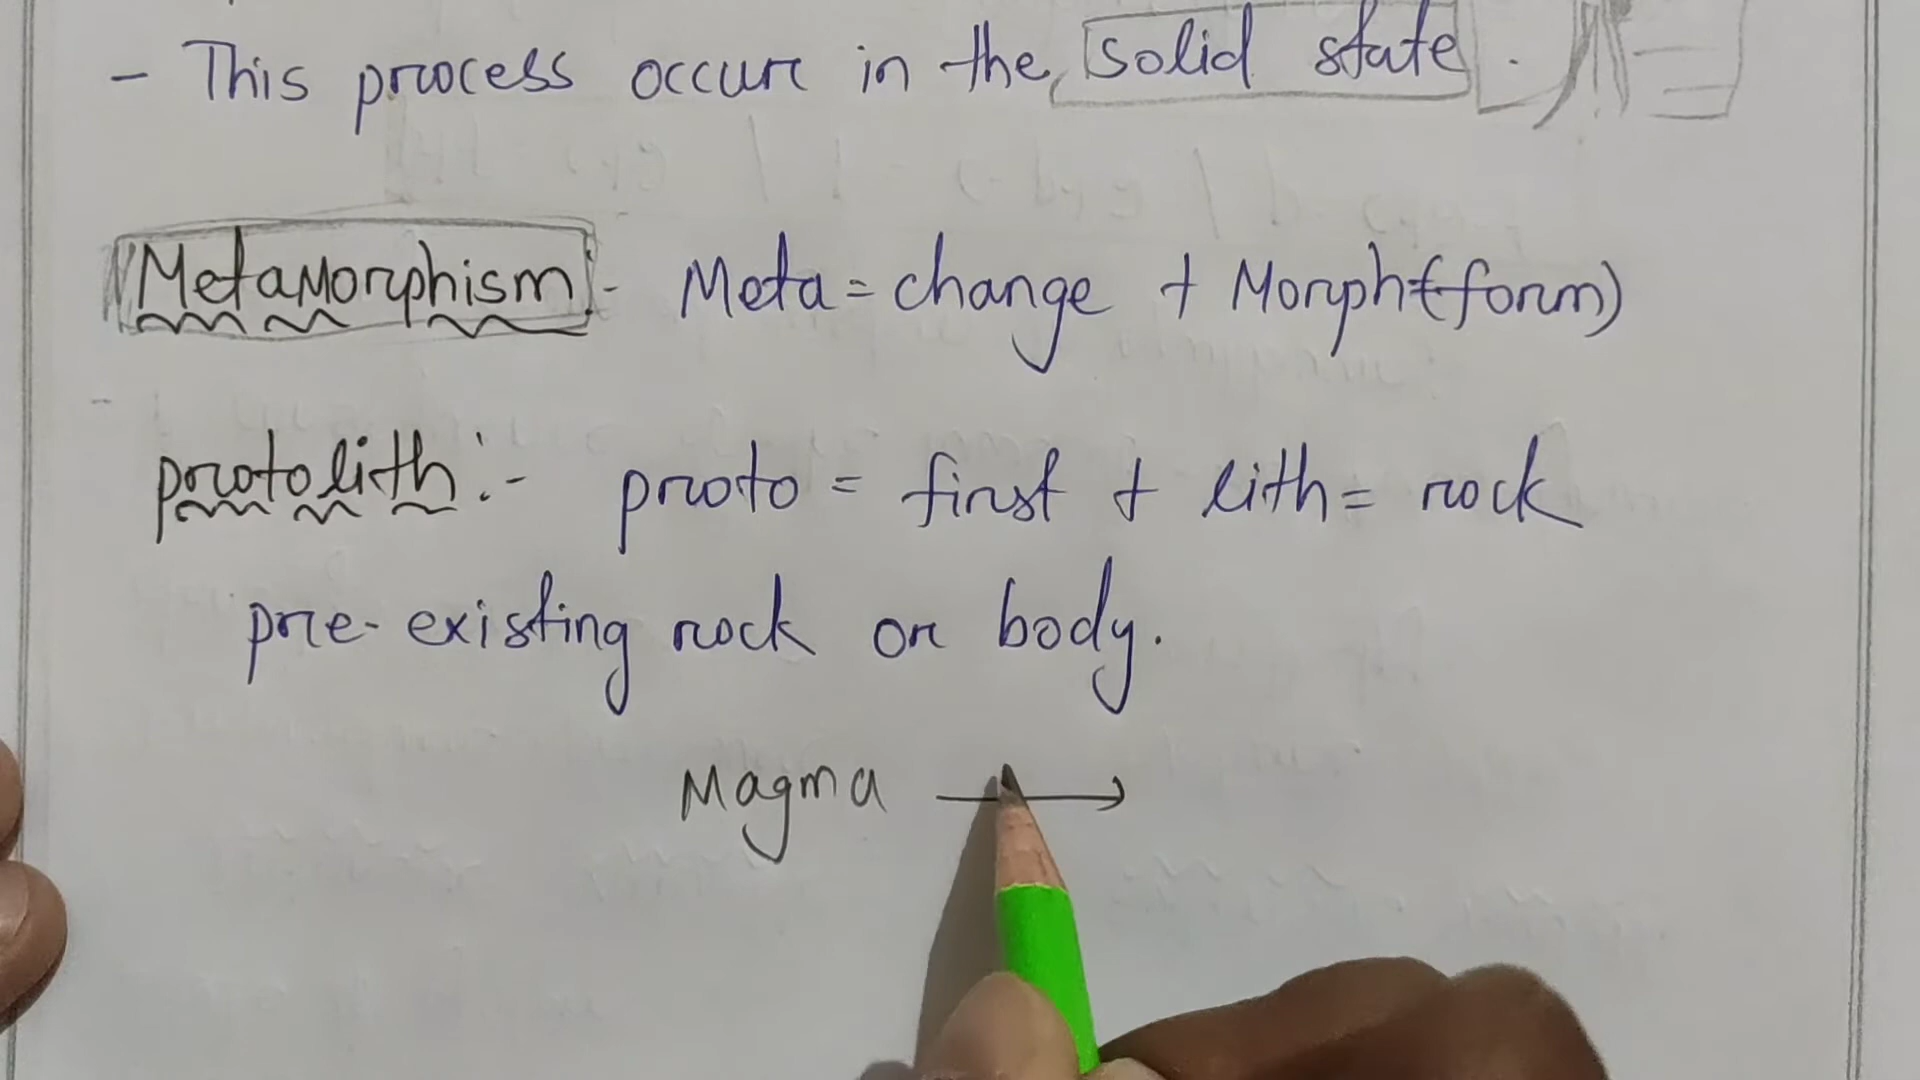 - This process occurs in the solid state.
Metamorphism:- Meta = change + Morph (form)
protolith:- proto = first + lith = rock
pre-existing rock or body.
Magma →